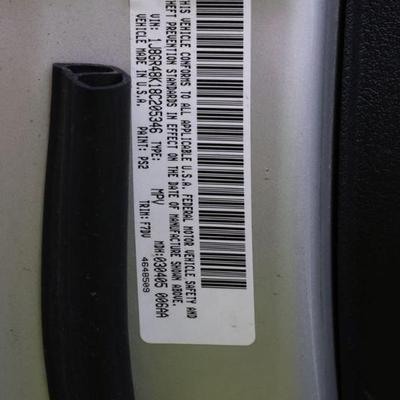 THIS VEHICLE CONFORMS TO ALL APPLICABLE U.S.A. FEDERAL MOTOR VEHICLE SAFETY AND
THEFT PREVENTION STANDARDS IN EFFECT ON THE DATE OF MANUFACTURE SHOWN ABOVE.
VIN: 1J8GR48K18C205346 TYPE: MPV MDH:030405 006AA
VEHICLE MADE IN U.S.A. PAINT: PS2 TRIM:F7DV 4648509